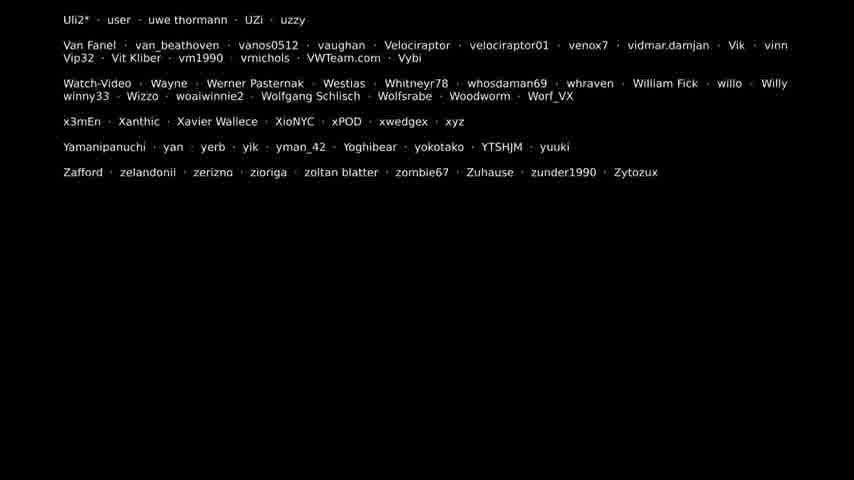 Uli2* · user · uwe thormann · UZi · uzzy
Van Fanel · van_beathoven · vanos0512 · vaughan · Velociraptor · velociraptor01 · venox7 · vidmar.damjan · Vik · vinn
Vip32 · Vit Kliber · vm1990 · vmichols · VWTeam.com · Vybi
Watch-Video · Wayne · Werner Pasternak · Westias · Whitneyr78 · whosdaman69 · whraven · William Fick · willo · Willy
winny33 · Wizzo · woaiwinnie2 · Wolfgang Schlisch · Wolfsrabe · Woodworm · Worf_VX
x3mEn · Xanthic · Xavier Wallece · XioNYC · xPOD · xwedgex · xyz
Yamanipanuchi · yan · yerb · yik · yman_42 · Yoghibear · yokotako · YTSHJM · yuuki
Zafford · zelandonii · zerizna · zioriga · zoltan blatter · zombie67 · Zuhause · zunder1990 · Zytozux